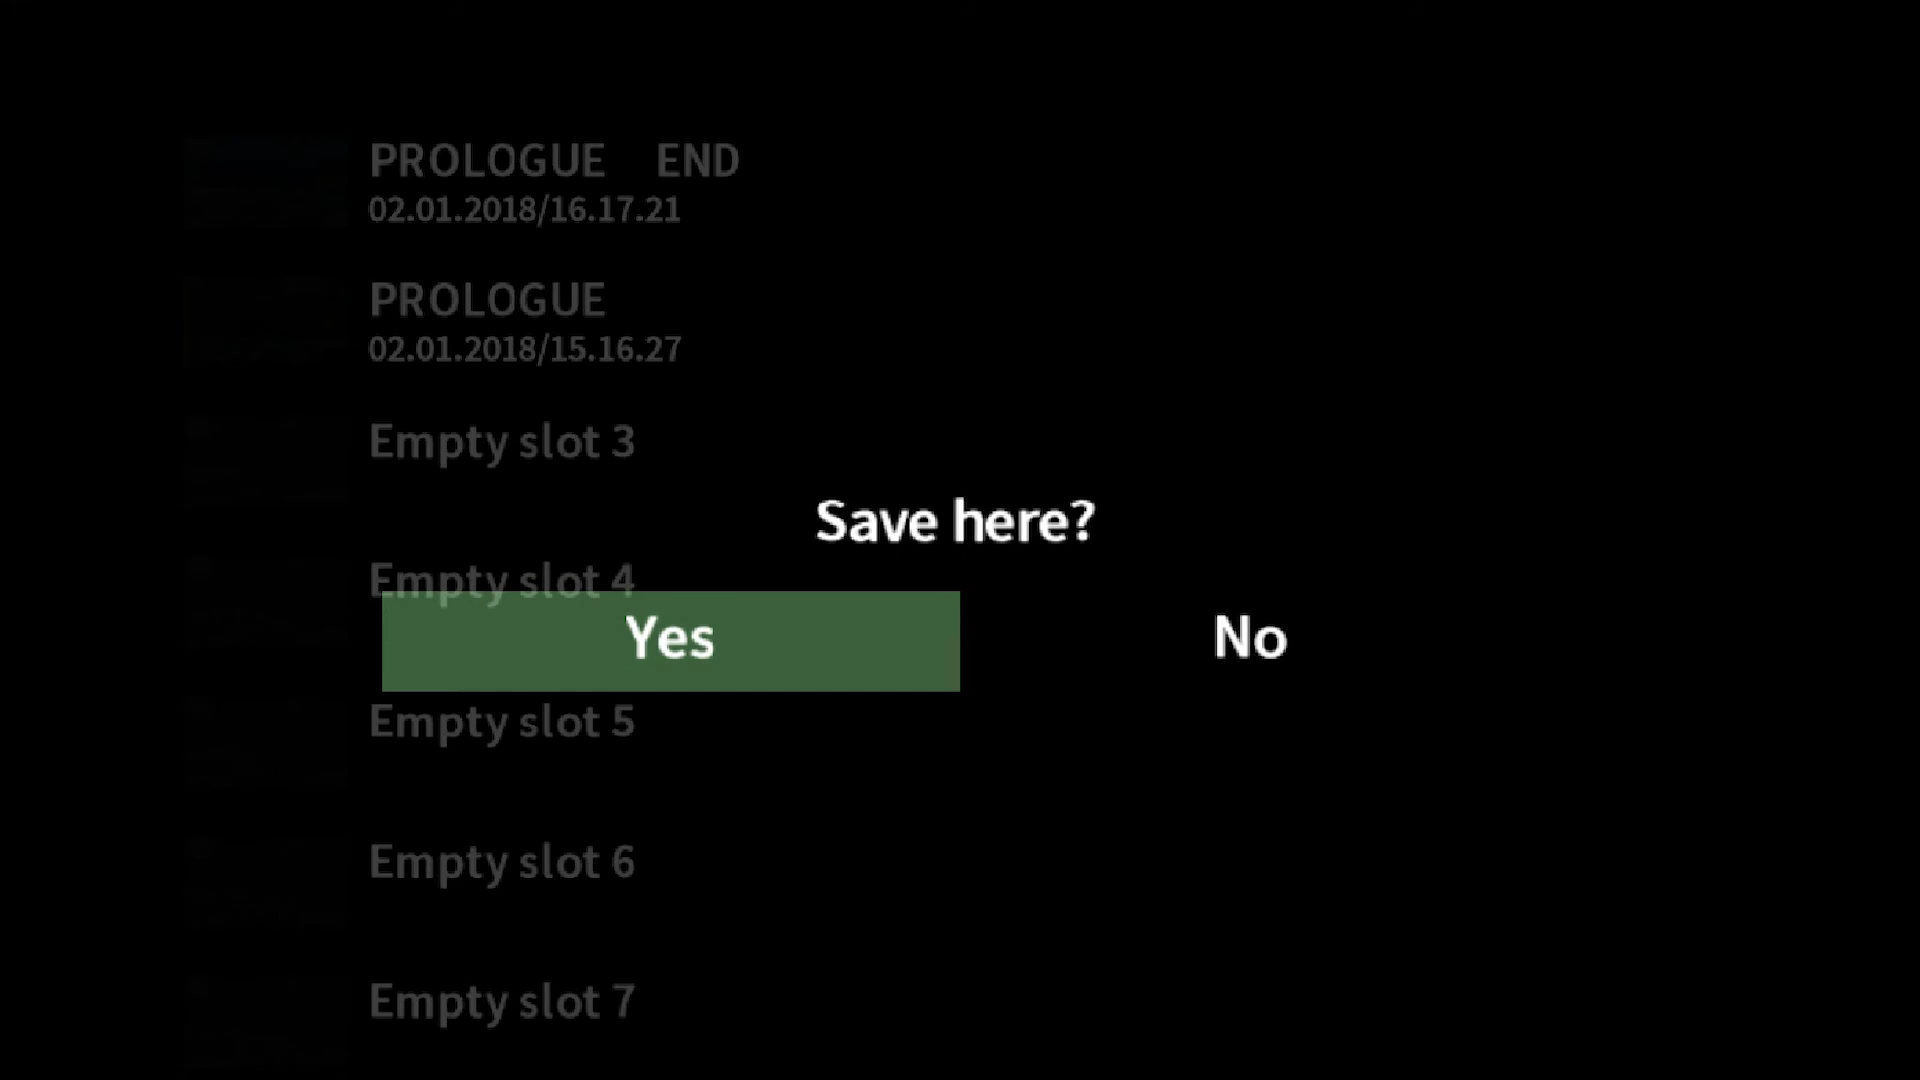 PROLOGUE END
02.01.2018/16.17.21
PROLOGUE
02.01.2018/15.16.27
Empty slot 3
Save here?
Empty slot 4
Yes No
Empty slot 5
Empty slot 6
Empty slot 7